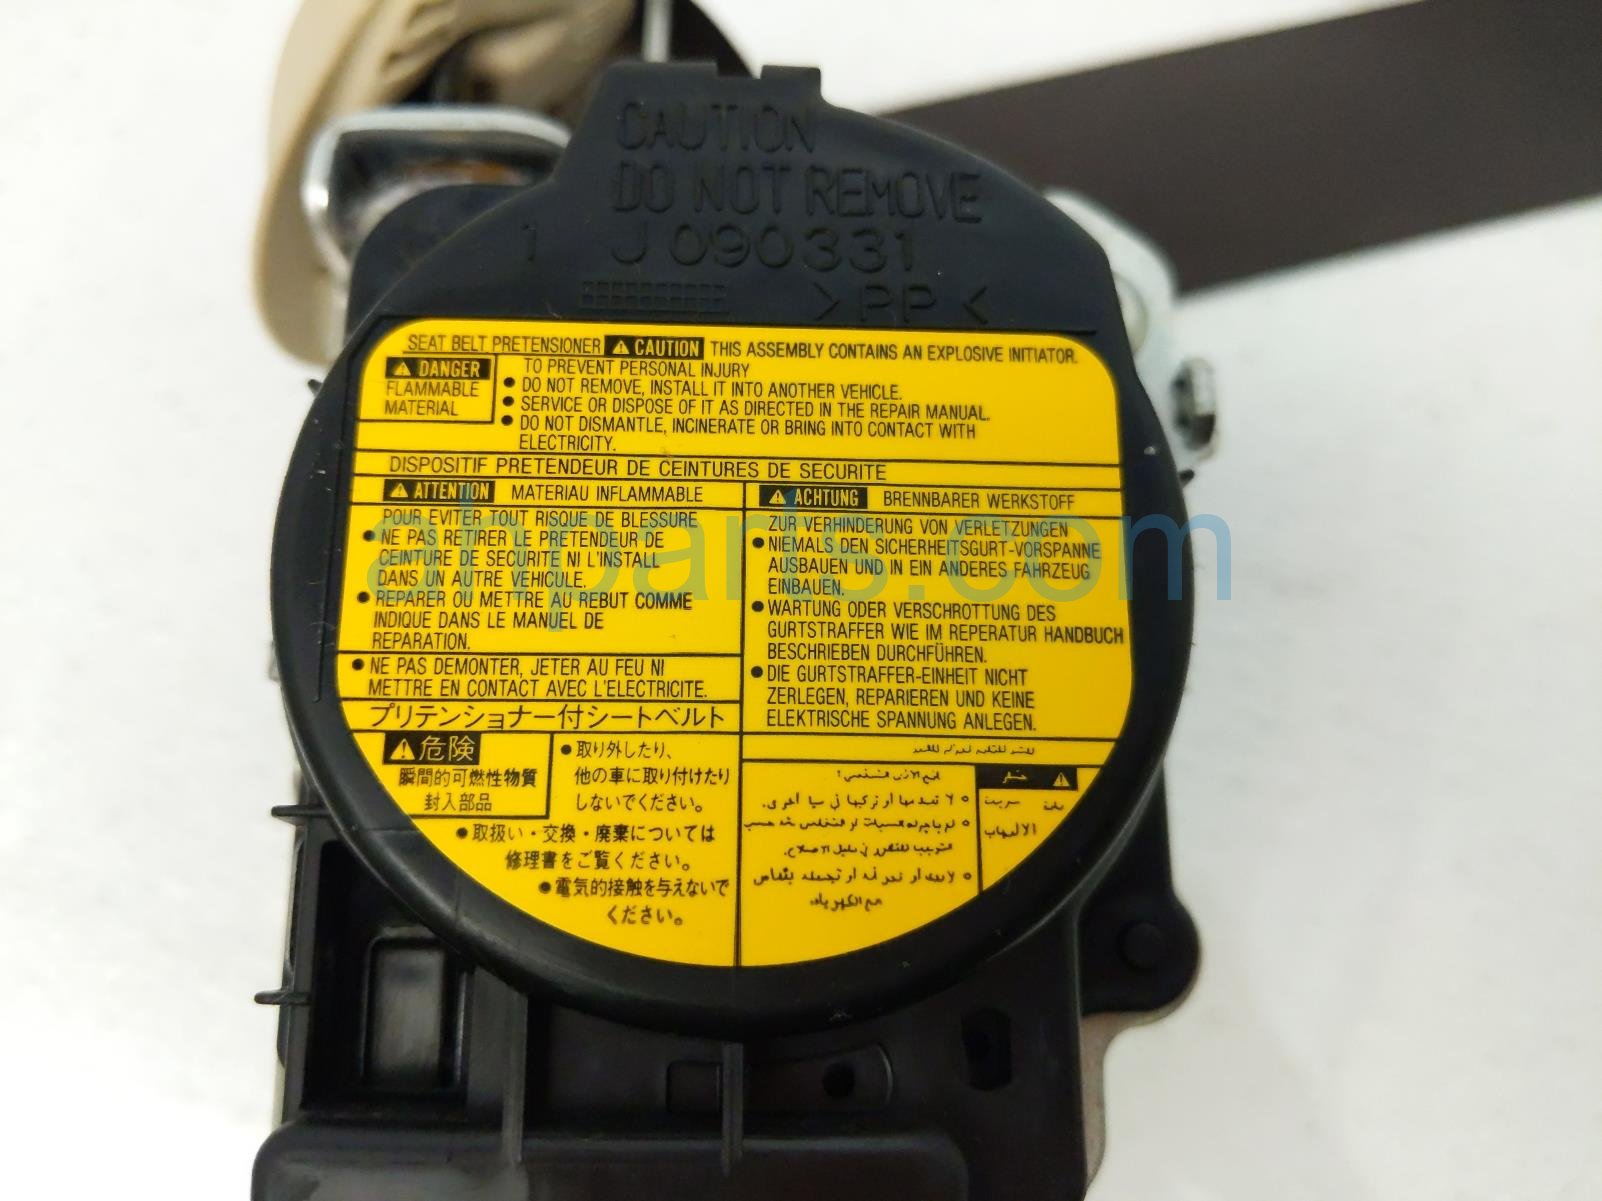 CAUTION
DO NOT REMOVE
1 J 090331
>PP<
SEAT BELT PRETENSIONER ⚠ CAUTION THIS ASSEMBLY CONTAINS AN EXPLOSIVE INITIATOR.
⚠ DANGER
FLAMMABLE
MATERIAL
TO PREVENT PERSONAL INJURY
● DO NOT REMOVE, INSTALL IT INTO ANOTHER VEHICLE.
● SERVICE OR DISPOSE OF IT AS DIRECTED IN THE REPAIR MANUAL.
● DO NOT DISMANTLE, INCINERATE OR BRING INTO CONTACT WITH
ELECTRICITY.
DISPOSITIF PRETENDEUR DE CEINTURES DE SECURITE
⚠ ATTENTION MATERIAU INFLAMMABLE
POUR EVITER TOUT RISQUE DE BLESSURE
● NE PAS RETIRER LE PRETENDEUR DE
CEINTURE DE SECURITE NI L'INSTALL
DANS UN AUTRE VEHICULE.
● REPARER OU METTRE AU REBUT COMME
INDIQUE DANS LE MANUEL DE
REPARATION.
● NE PAS DEMONTER, JETER AU FEU NI
METTRE EN CONTACT AVEC L'ELECTRICITE.
⚠ ACHTUNG BRENNBARER WERKSTOFF
ZUR VERHINDERUNG VON VERLETZUNGEN
● NIEMALS DEN SICHERHEITSGURT-VORSPANNE
AUSBAUEN UND IN EIN ANDERES FAHRZEUG
EINBAUEN.
● WARTUNG ODER VERSCHROTTUNG DES
GURTSTRAFFER WIE IM REPERATUR HANDBUCH
BESCHRIEBEN DURCHFÜHREN.
● DIE GURTSTRAFFER-EINHEIT NICHT
ZERLEGEN, REPARIEREN UND KEINE
ELEKTRISCHE SPANNUNG ANLEGEN.
プリテンショナー付シートベルト
⚠ 危険
瞬間的可燃性物質
封入部品
● 取り外したり、
他の車に取り付けたり
しないでください。
● 取扱い・交換・廃棄については
修理書をご覧ください。
● 電気的接触を与えないで
ください。
⚠ خطر
مادة سريعة
الالتهاب
مع الكهرباء
ahparts.com